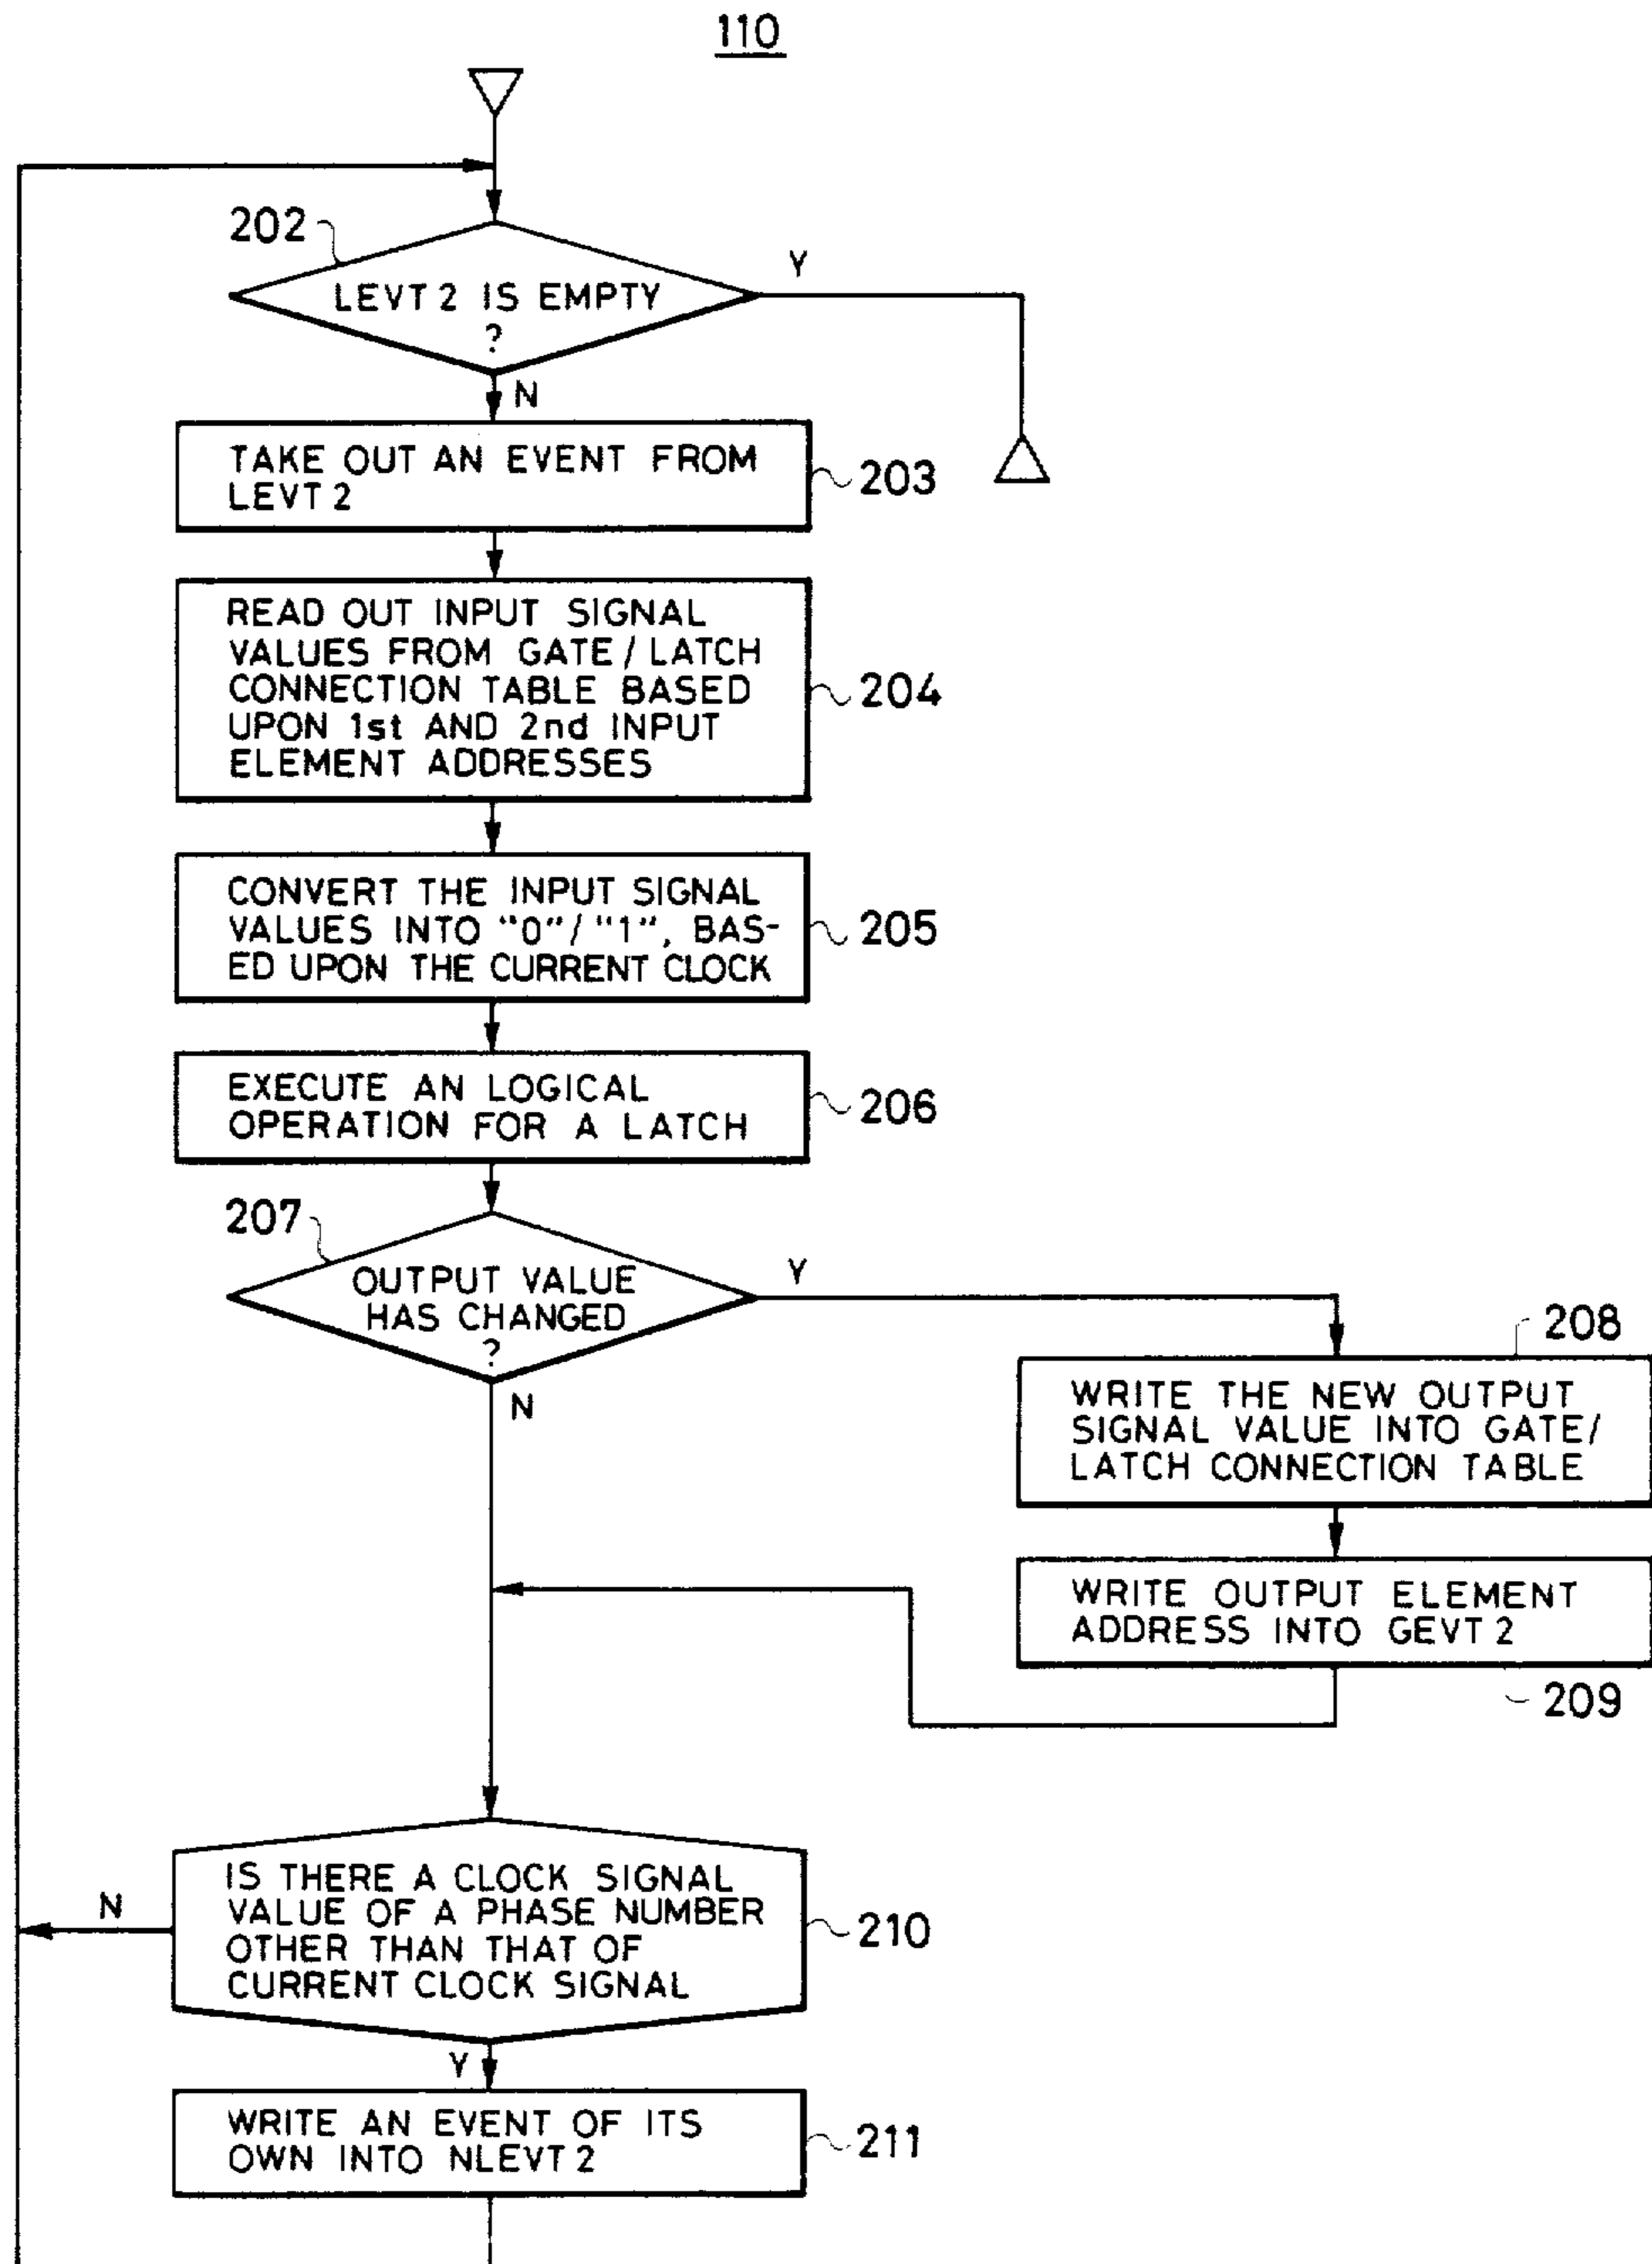 110
202
LEVT 2 IS EMPTY
?
Y
N
TAKE OUT AN EVENT FROM
LEVT 2
203
READ OUT INPUT SIGNAL
VALUES FROM GATE / LATCH
CONNECTION TABLE BASED
UPON 1st AND 2nd INPUT
ELEMENT ADDRESSES
204
CONVERT THE INPUT SIGNAL
VALUES INTO "0" / "1", BAS-
ED UPON THE CURRENT CLOCK
205
EXECUTE AN LOGICAL
OPERATION FOR A LATCH
206
207
OUTPUT VALUE
HAS CHANGED
?
Y
N
208
WRITE THE NEW OUTPUT
SIGNAL VALUE INTO GATE/
LATCH CONNECTION TABLE
WRITE OUTPUT ELEMENT
ADDRESS INTO GEVT 2
209
IS THERE A CLOCK SIGNAL
VALUE OF A PHASE NUMBER
OTHER THAN THAT OF
CURRENT CLOCK SIGNAL
210
N
Y
WRITE AN EVENT OF ITS
OWN INTO NLEVT 2
211